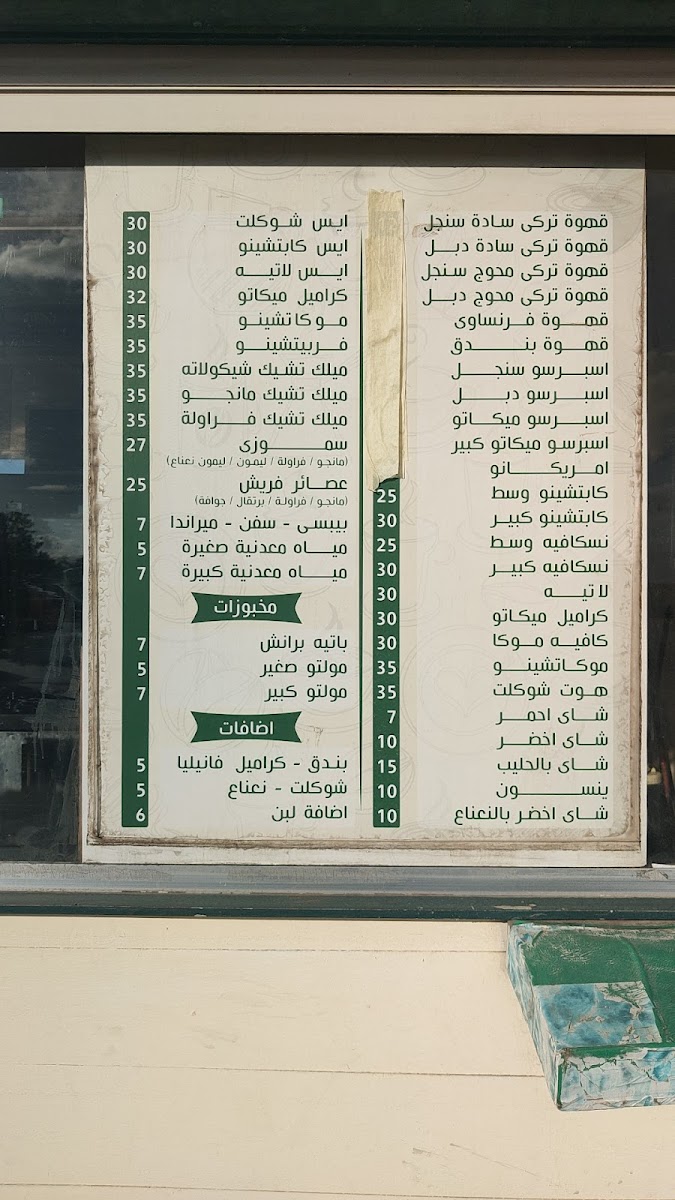 قهوة تركى سادة سنجل
قهوة تركى سادة دبل
قهوة تركى محوج سنجل
قهوة تركى محوج دبل
قهوة فرنساوى
قهوة بندق
اسبرسو سنجل
اسبرسو دبل
اسبرسو ميكاتو
اسبرسو ميكاتو كبير
امريكانو
كابتشينو وسط 25
كابتشينو كبير 30
نسكافيه وسط 25
نسكافيه كبير 30
لاتيه 30
كراميل ميكاتو 30
كافيه موكا 30
موكاتشينو 35
هوت شوكلت 35
شاى احمر 7
شاى اخضر 10
شاى بالحليب 15
ينسون 10
شاى اخضر بالنعناع 10
ايس شوكلت 30
ايس كابتشينو 30
ايس لاتيه 30
كراميل ميكاتو 32
موكاتشينو 35
فربيتشينو 35
ميلك تشيك شيكولاته 35
ميلك تشيك مانجو 35
ميلك تشيك فراولة 35
سموزى 27
(مانجو / فراولة / ليمون / ليمون نعناع)
عصائر فريش 25
(مانجو / فراولة / برتقال / جوافة)
بيبسى - سفن - ميراندا 7
مياه معدنية صغيرة 5
مياه معدنية كبيرة 7
مخبوزات
باتيه برانش 7
مولتو صغير 5
مولتو كبير 7
اضافات
بندق - كراميل فانيليا 5
شوكلت - نعناع 5
اضافة لبن 6